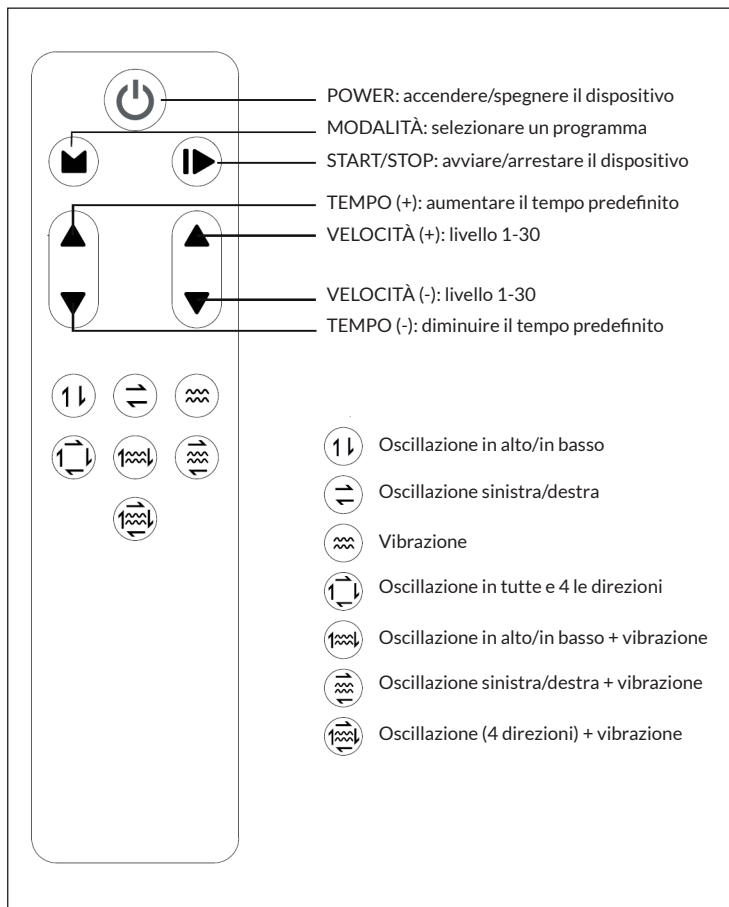 POWER: accendere/spegnere il dispositivo
MODALITÀ: selezionare un programma
START/STOP: avviare/arrestare il dispositivo
TEMPO (+): aumentare il tempo predefinito
VELOCITÀ (+): livello 1-30
VELOCITÀ (-): livello 1-30
TEMPO (-): diminuire il tempo predefinito
Oscillazione in alto/in basso
Oscillazione sinistra/destra
Vibrazione
Oscillazione in tutte e 4 le direzioni
Oscillazione in alto/in basso + vibrazione
Oscillazione sinistra/destra + vibrazione
Oscillazione (4 direzioni) + vibrazione